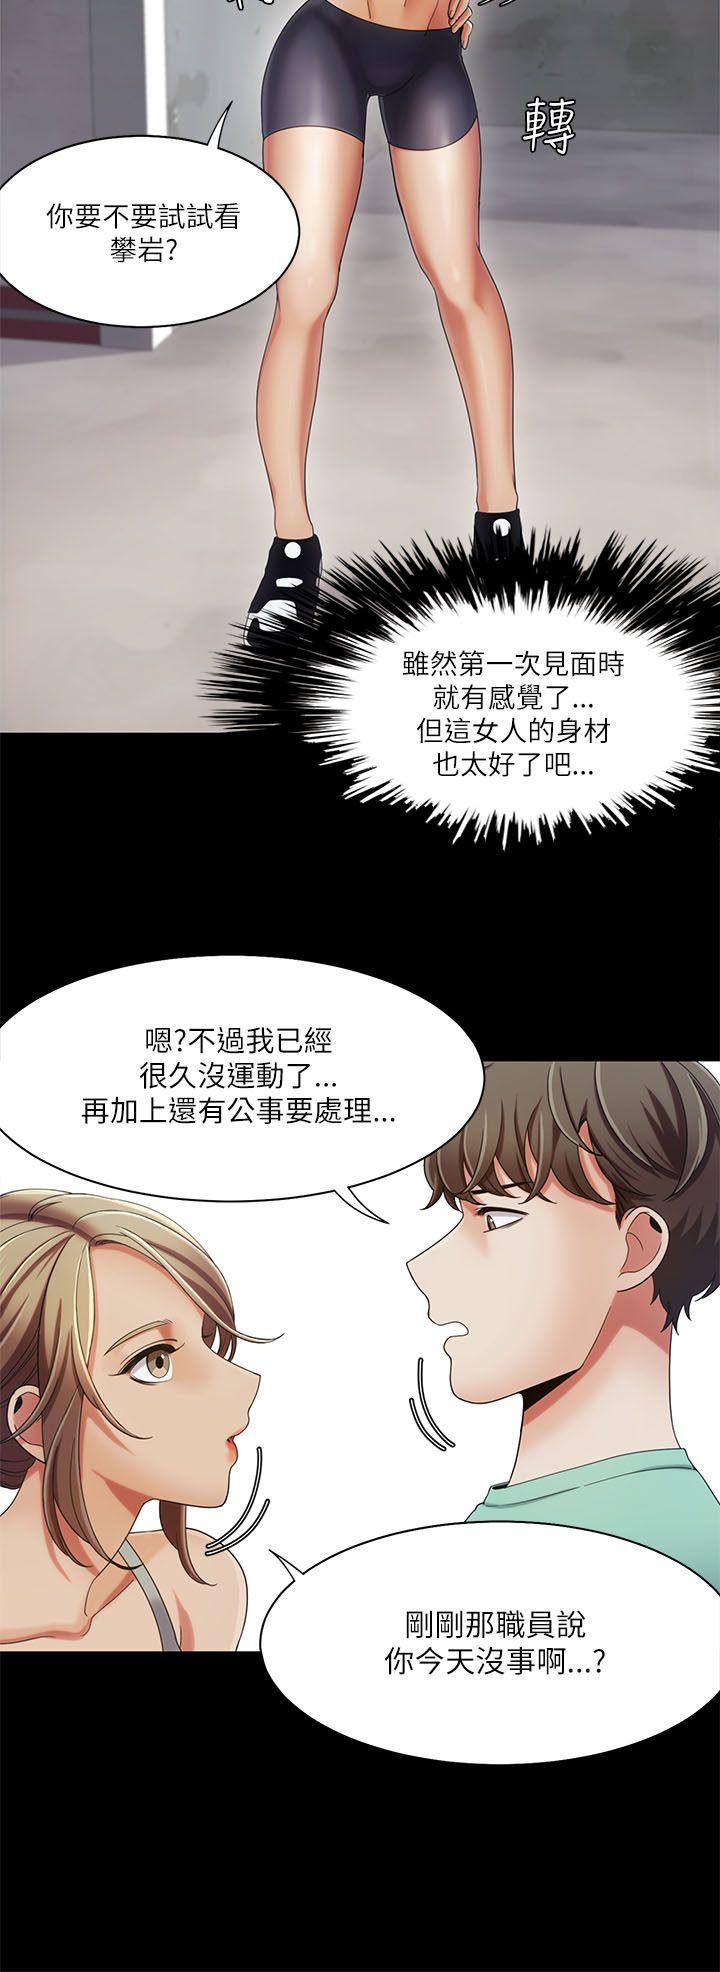 轉
你要不要試試看
攀岩?
雖然第一次見面時
就有感覺了...
但這女人的身材
也太好了吧...
嗯?不過我已經
很久沒運動了...
再加上還有公事要處理...
剛剛那職員說
你今天沒事啊...?